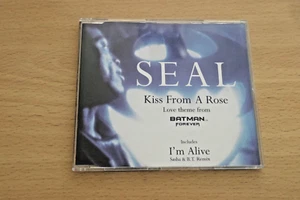 SEAL
Kiss From A Rose
Love theme from
BATMAN
FOREVER
Includes
I'm Alive
Sasha & B.T. Remix